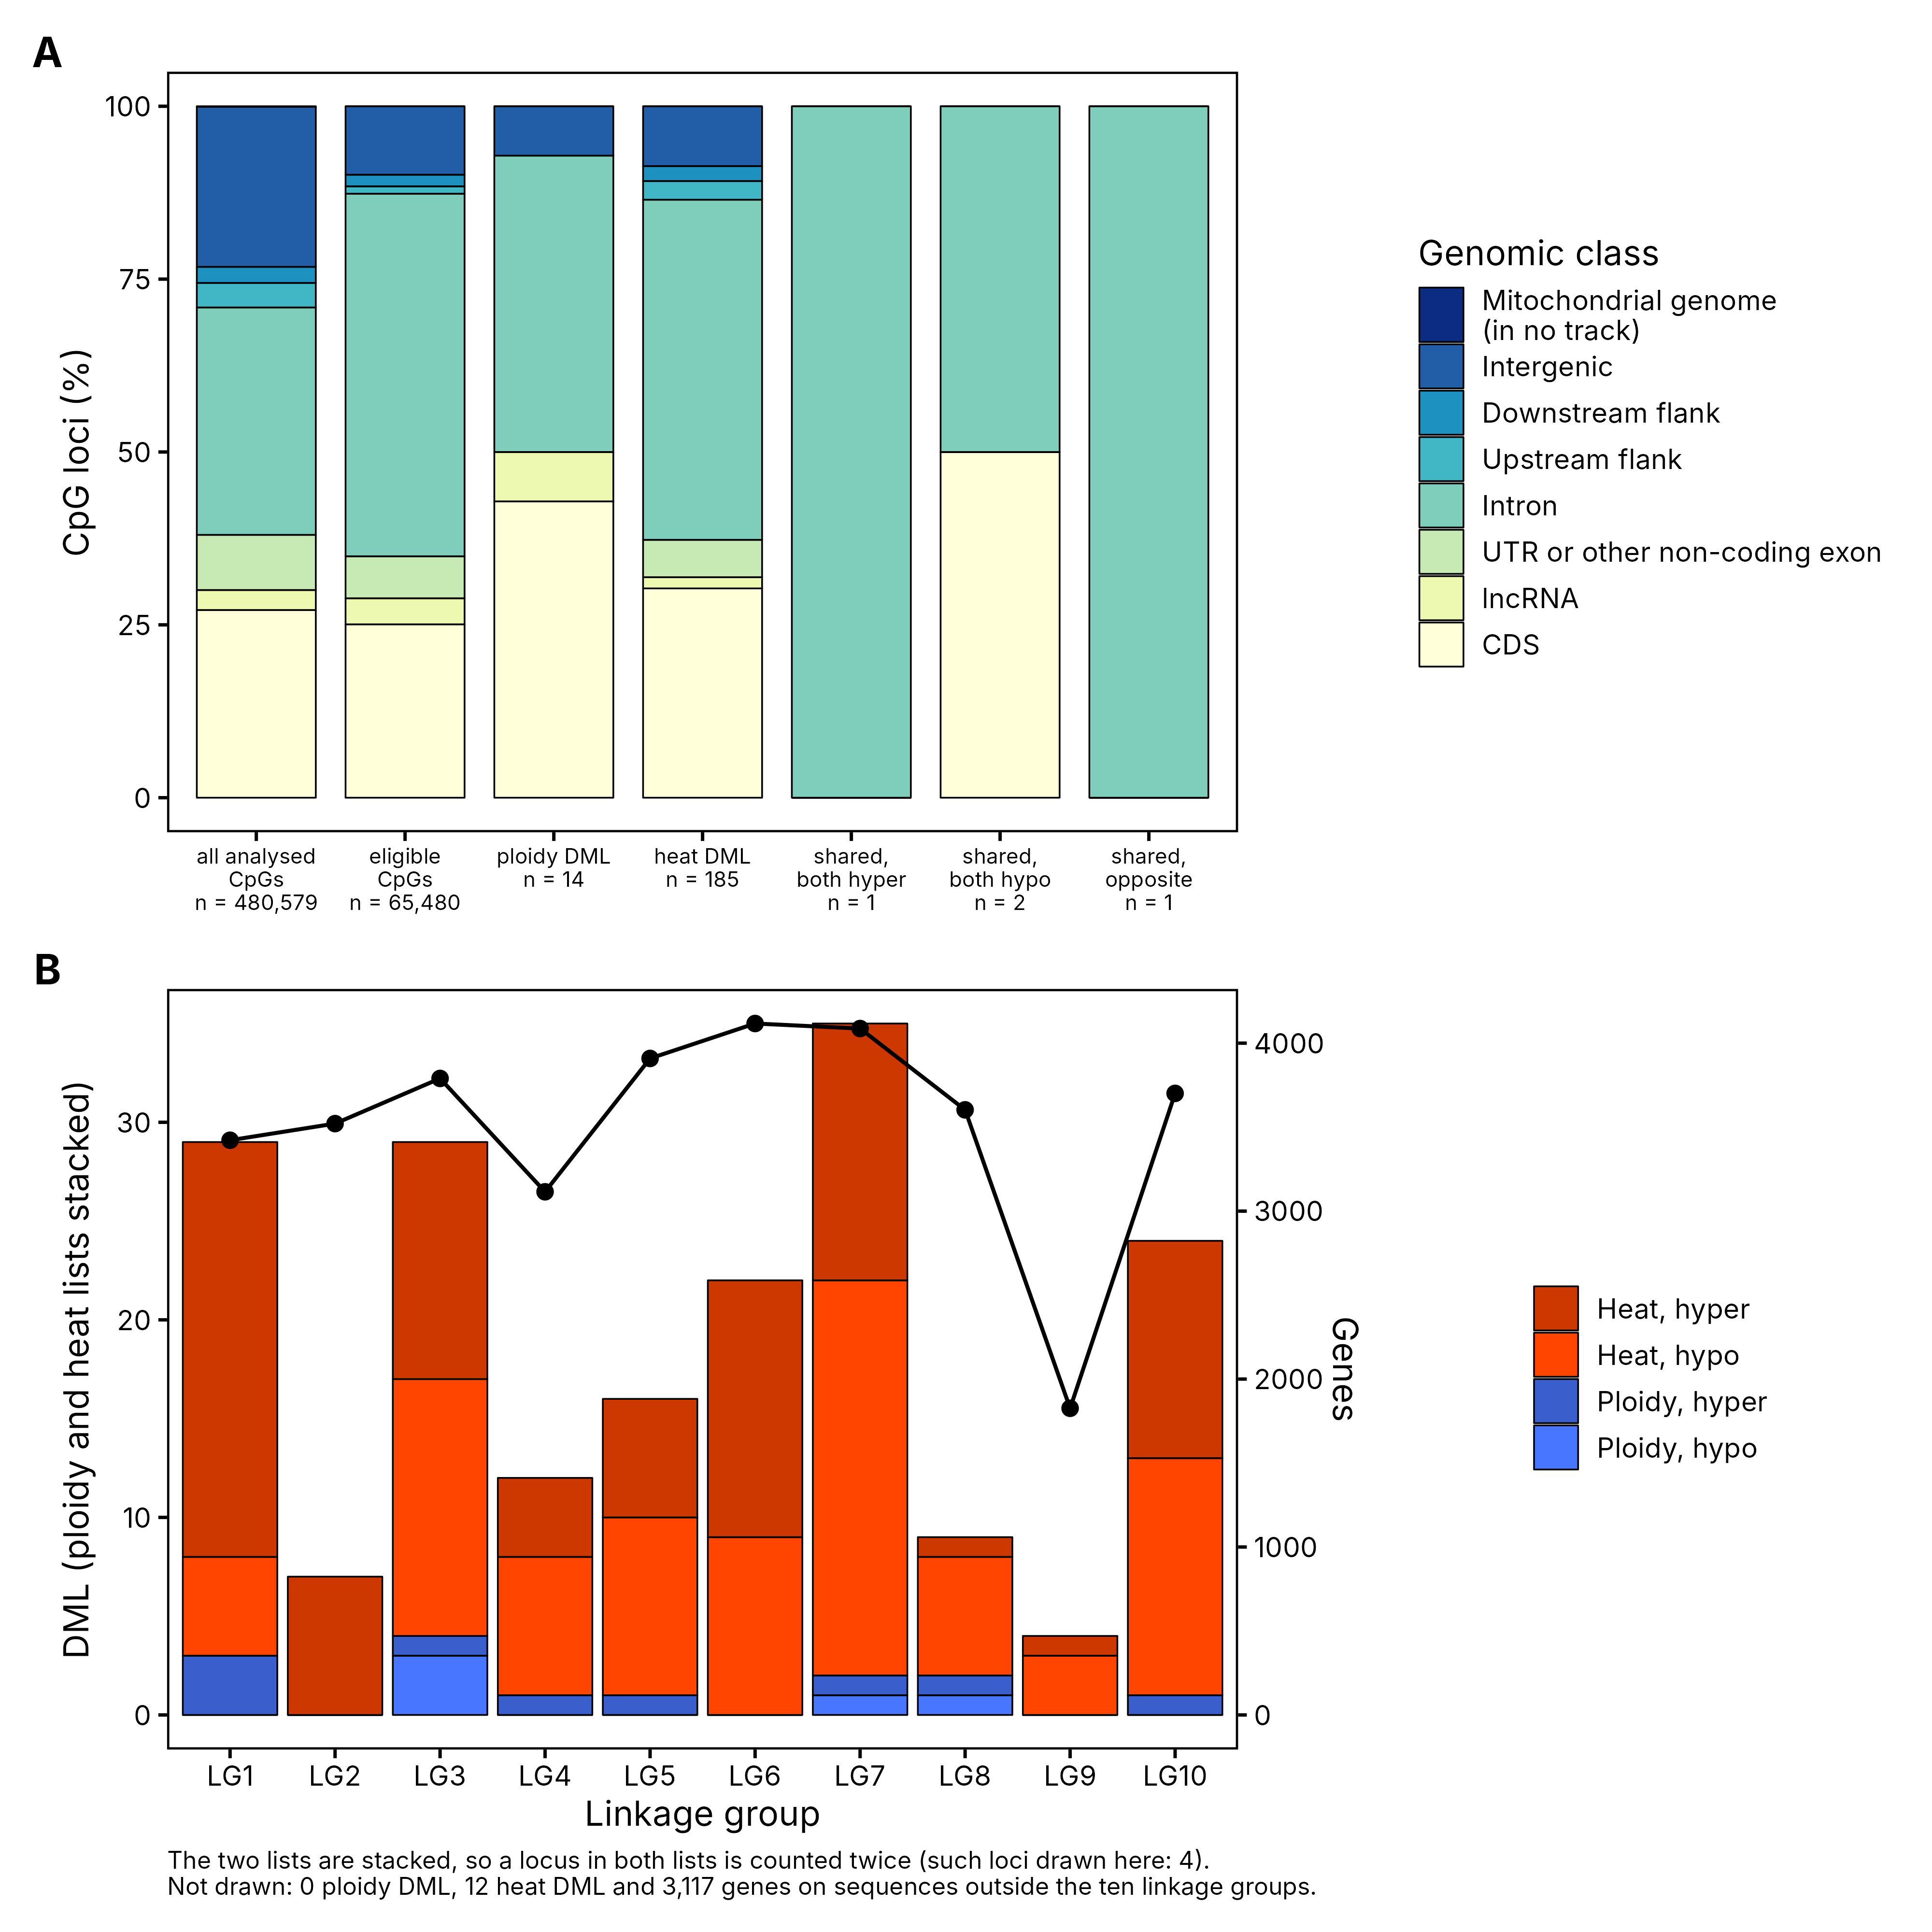 A
CpG loci (%)
100
75
50
25
0
all analysed
CpGs
n = 480,579
eligible
CpGs
n = 65,480
ploidy DML
n = 14
heat DML
n = 185
shared,
both hyper
n = 1
shared,
both hypo
n = 2
shared,
opposite
n = 1
Genomic class
Mitochondrial genome
(in no track)
Intergenic
Downstream flank
Upstream flank
Intron
UTR or other non-coding exon
lncRNA
CDS
B
DML (ploidy and heat lists stacked)
30
20
10
0
4000
3000
2000
1000
0
Genes
LG1
LG2
LG3
LG4
LG5
LG6
LG7
LG8
LG9
LG10
Linkage group
Heat, hyper
Heat, hypo
Ploidy, hyper
Ploidy, hypo
The two lists are stacked, so a locus in both lists is counted twice (such loci drawn here: 4).
Not drawn: 0 ploidy DML, 12 heat DML and 3,117 genes on sequences outside the ten linkage groups.